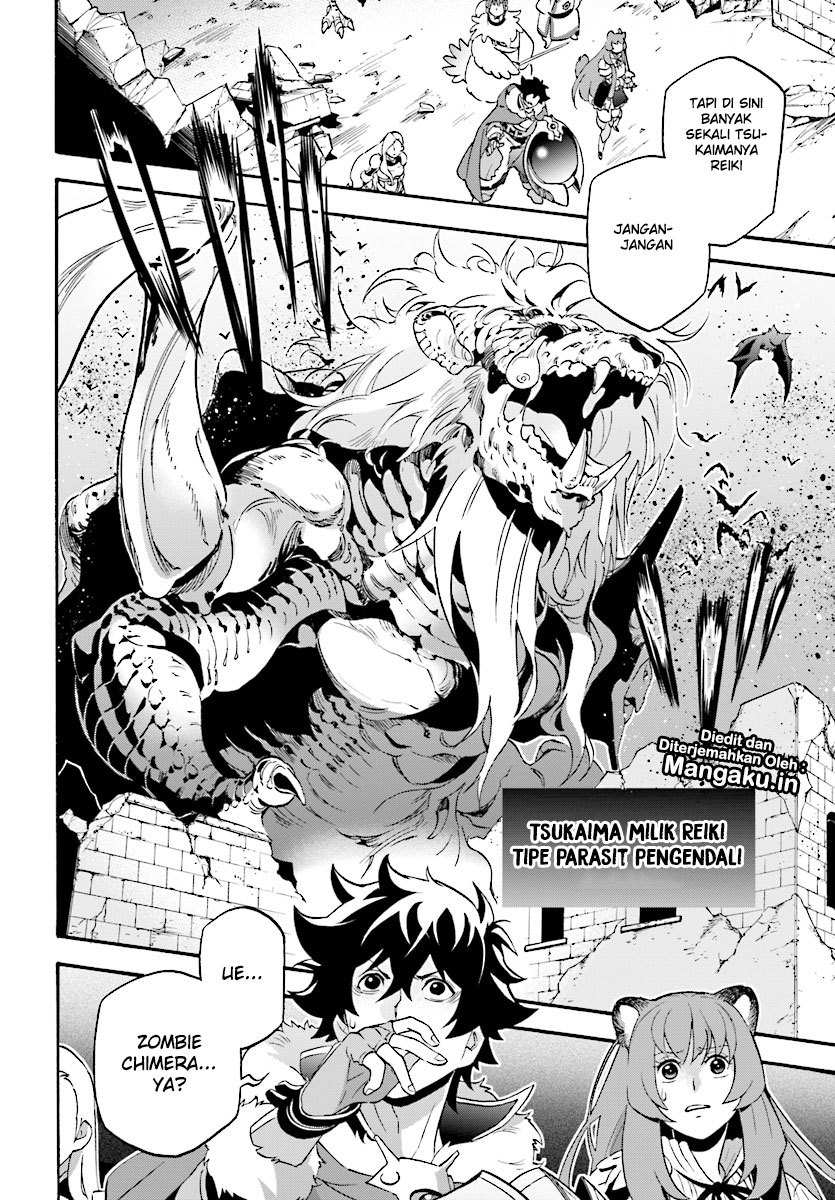 TAPI DI SINI
BANYAK
SEKALI TSU-
KAIMANYA
REIKI
JANGAN-
JANGAN
Diedit dan
Diterjemahkan Oleh :
Mangaku.in
TSUKAIMA MILIK REIKI
TIPE PARASIT PENGENDALI
UE...
ZOMBIE
CHIMERA...
YA?